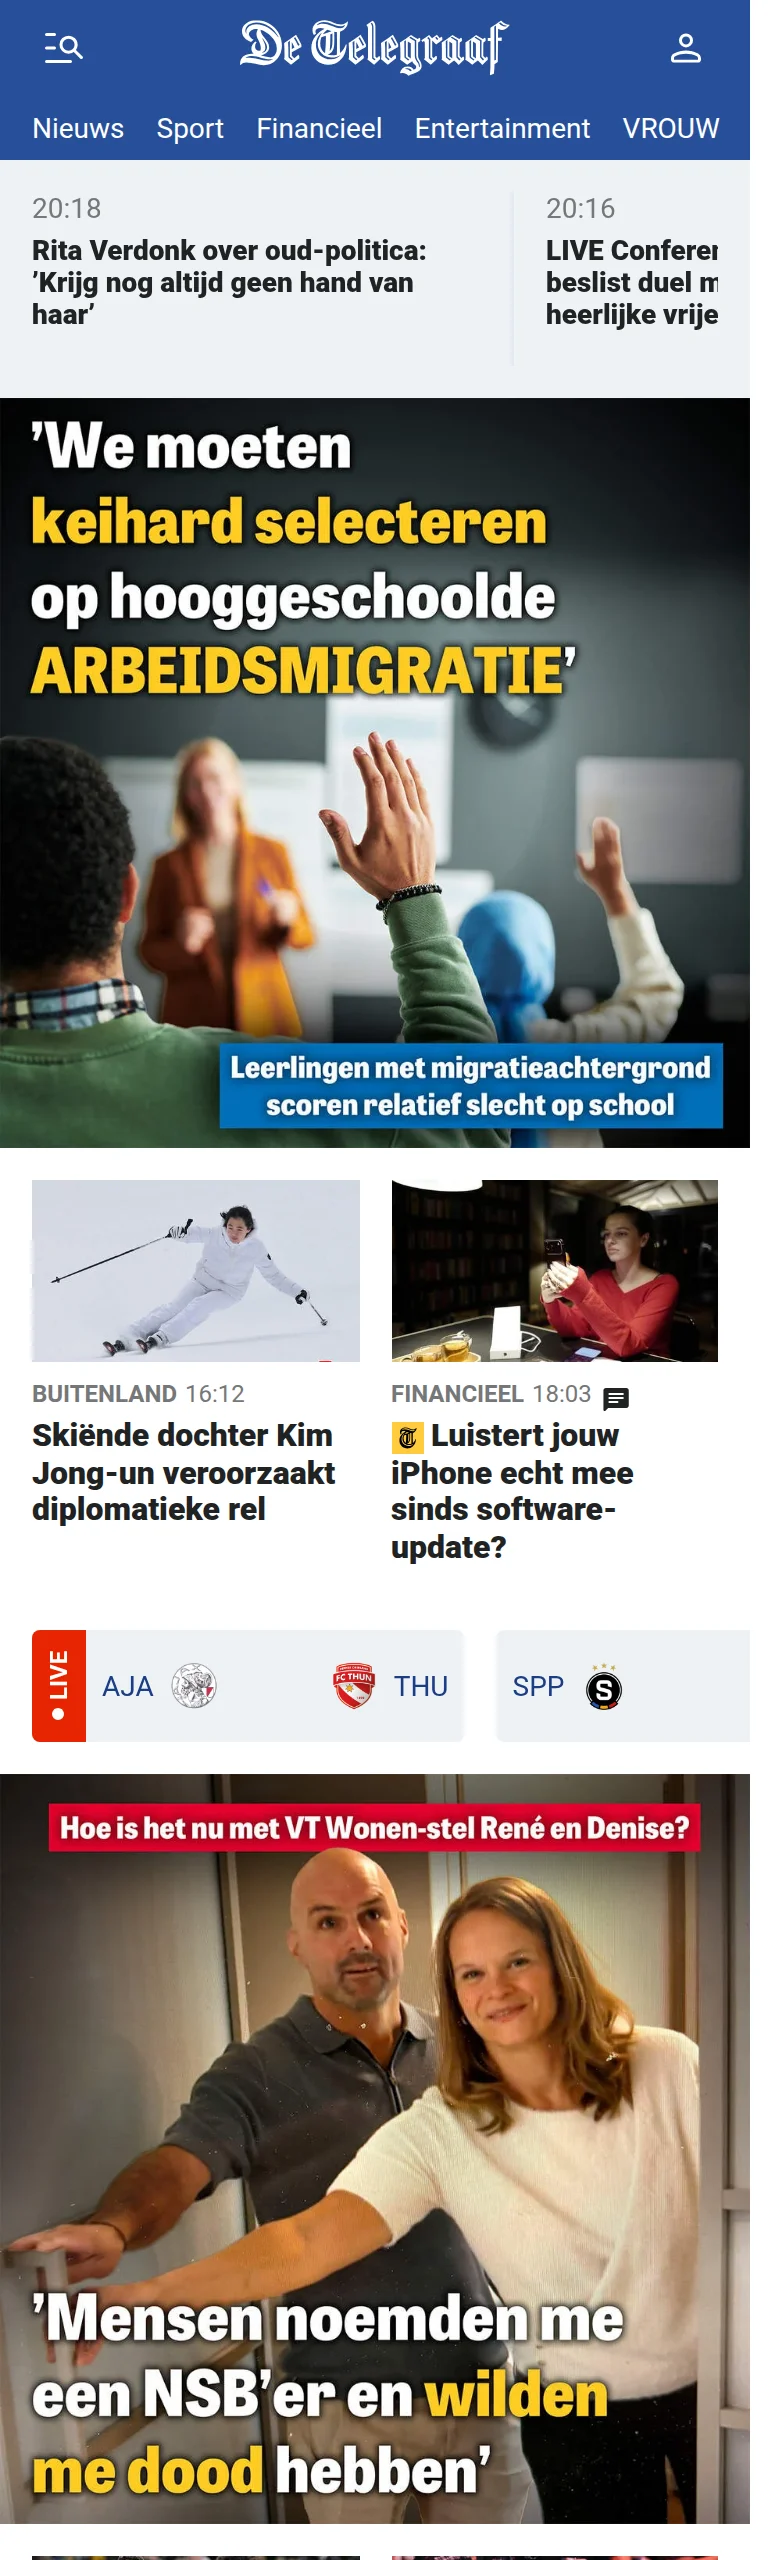 De Telegraaf
Nieuws Sport Financieel Entertainment VROUW
20:18
Rita Verdonk over oud-politica:
’Krijg nog altijd geen hand van
haar’
20:16
LIVE Conferen
beslist duel m
heerlijke vrije
’We moeten
keihard selecteren
op hooggeschoolde
ARBEIDSMIGRATIE’
Leerlingen met migratieachtergrond
scoren relatief slecht op school
BUITENLAND 16:12
Skiënde dochter Kim
Jong-un veroorzaakt
diplomatieke rel
FINANCIEEL 18:03
T Luistert jouw
iPhone echt mee
sinds software-
update?
LIVE
AJA
FC THUN
THU
SPP
S
Hoe is het nu met VT Wonen-stel René en Denise?
’Mensen noemden me
een NSB’er en wilden
me dood hebben’